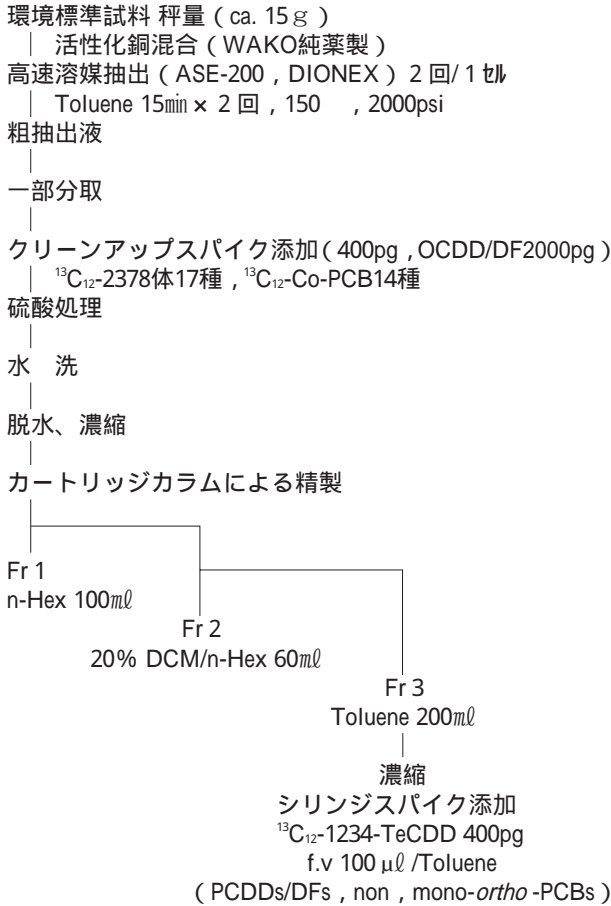 環境標準試料 秤量（ca. 15ｇ）
活性化銅混合（WAKO純薬製）
高速溶媒抽出（ASE-200，DIONEX）２回/１ｾﾙ
Toluene 15㎜in × ２回，150　，2000psi
粗抽出液
一部分取
クリーンアップスパイク添加（400pg，OCDD/DF2000pg）
¹³C₁₂-2378体17種，¹³C₁₂-Co-PCB14種
硫酸処理
水　洗
脱水、濃縮
カートリッジカラムによる精製
Fr 1
n-Hex 100㎖
Fr 2
20% DCM/n-Hex 60㎖
Fr 3
Toluene 200㎖
濃縮
シリンジスパイク添加
¹³C₁₂-1234-TeCDD 400pg
f.v 100 μℓ /Toluene
（PCDDs/DFs，non，mono-ortho -PCBs）